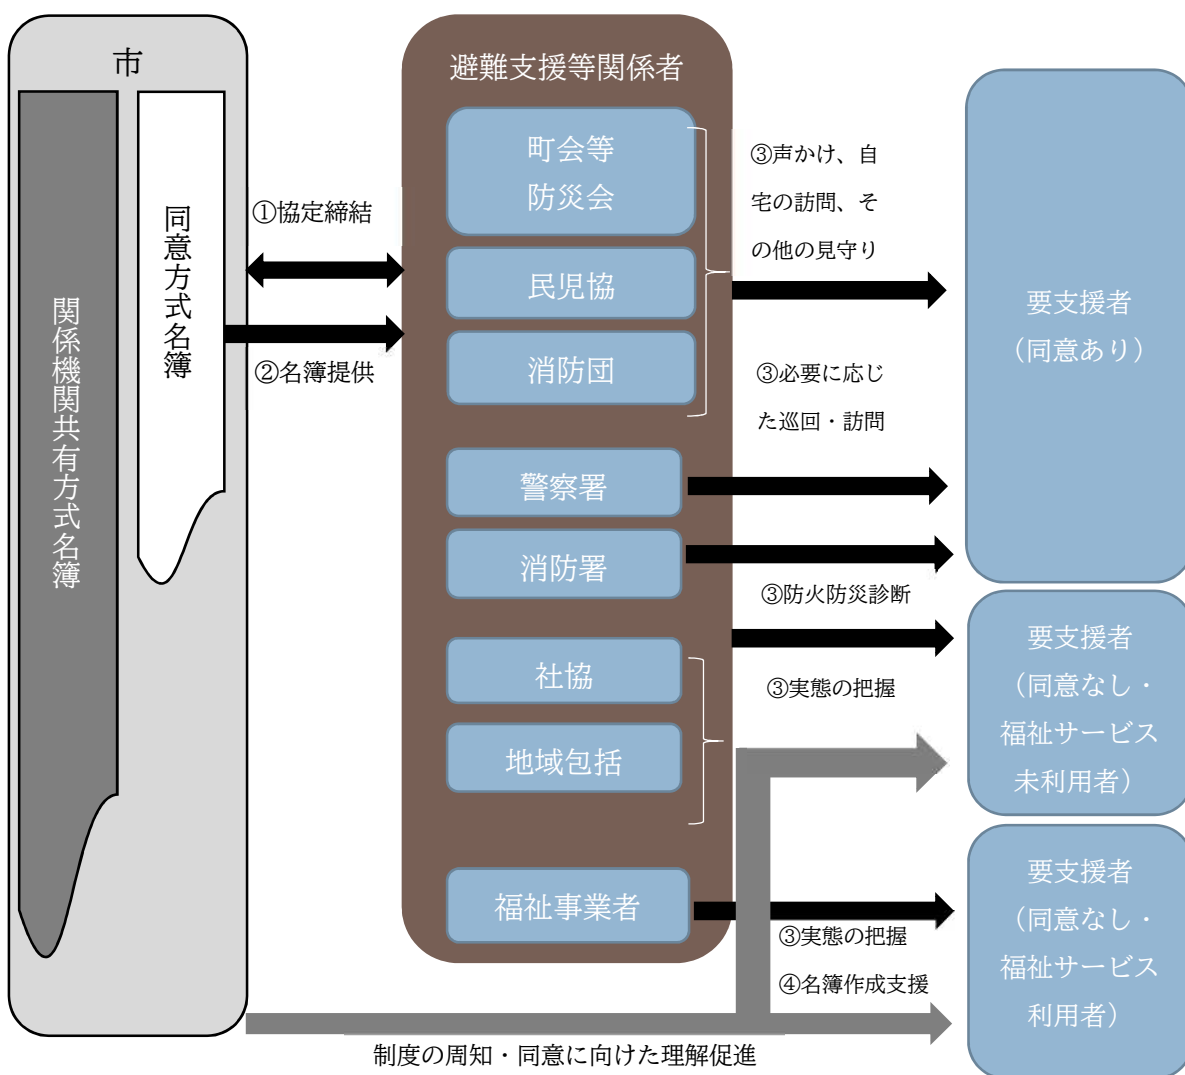 市
関係機関共有方式名簿
同意方式名簿
①協定締結
②名簿提供
避難支援等関係者
町会等
防災会
民児協
消防団
警察署
消防署
社協
地域包括
福祉事業者
③声かけ、自
宅の訪問、そ
の他の見守り
③必要に応じ
た巡回・訪問
③防火防災診断
③実態の把握
③実態の把握
④名簿作成支援
制度の周知・同意に向けた理解促進
要支援者
（同意あり）
要支援者
（同意なし・
福祉サービス
未利用者）
要支援者
（同意なし・
福祉サービス
利用者）